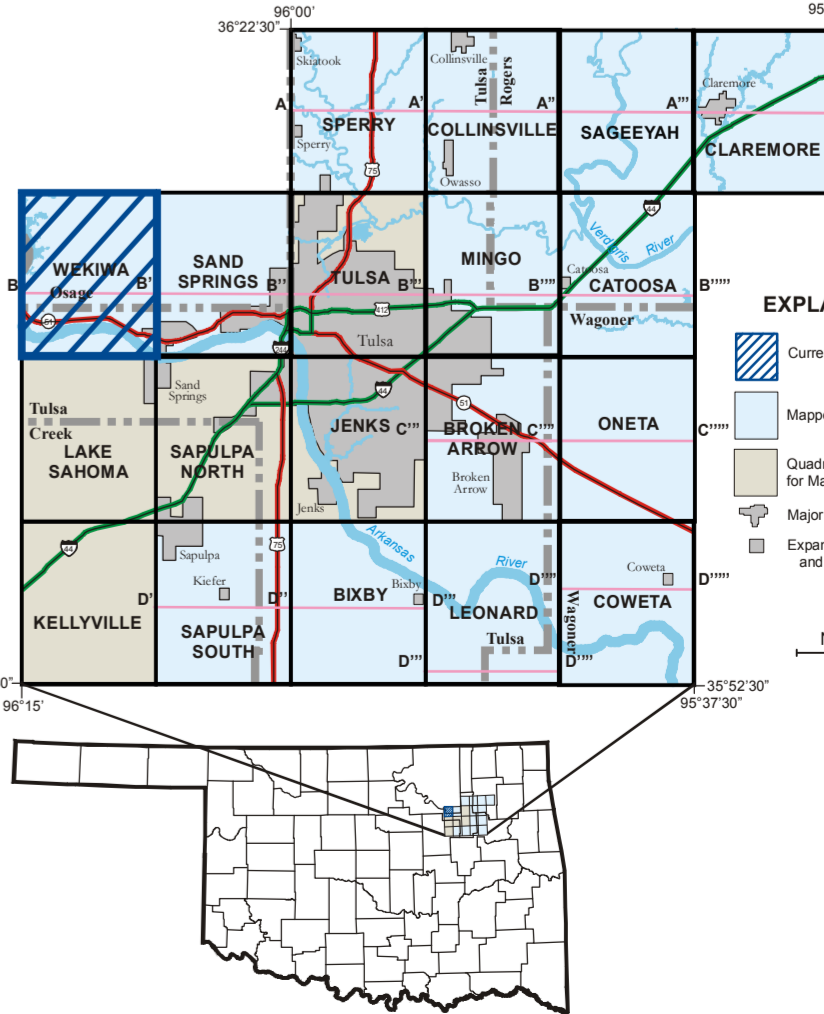 96°00'
95
36°22'30"
Skiatook
Collinsville
Tulsa
Rogers
Claremore
A
A'
A''
A'''
SPERRY
COLLINSVILLE
SAGEEYAH
CLAREMORE
Sperry
75
Owasso
44
Verdigris
River
WEKIWA
SAND
SPRINGS
TULSA
MINGO
Catoosa
CATOOSA
B
B'
B''
B'''
B''''
B'''''
Osage
51
412
Wagoner
EXPLA
Tulsa
244
Curre
Sand
Springs
44
51
Mappe
Tulsa
Creek
LAKE
SAHOMA
SAPULPA
NORTH
JENKS
C'''
BROKEN
ARROW
C''''
ONETA
C'''''
Broken
Arrow
Quadr
for Ma
Jenks
Major
44
Sapulpa
75
Arkansas
River
Expan
and
Kiefer
Bixby
Coweta
D'
D''
D'''
D''''
D'''''
KELLYVILLE
SAPULPA
SOUTH
BIXBY
LEONARD
COWETA
Wagoner
Tulsa
D''''
N
0"
96°15'
35°52'30"
95°37'30"